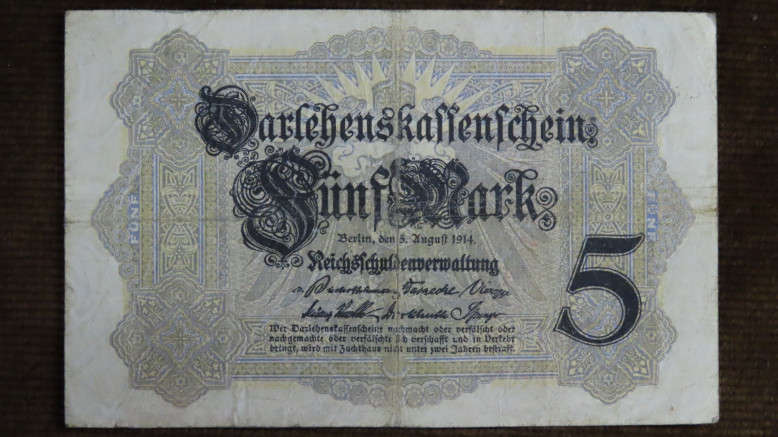 Darlehenskassenschein
Fünf Mark
Berlin, den 5. August 1914.
Reichsschuldenverwaltung
5
FÜNF
FÜNF
Wer Darlehenskassenscheine nachmacht oder verfälscht oder
nachgemachte oder verfälschte sich verschafft und in Verkehr
bringt, wird mit Zuchthaus nicht unter zwei Jahren bestraft.